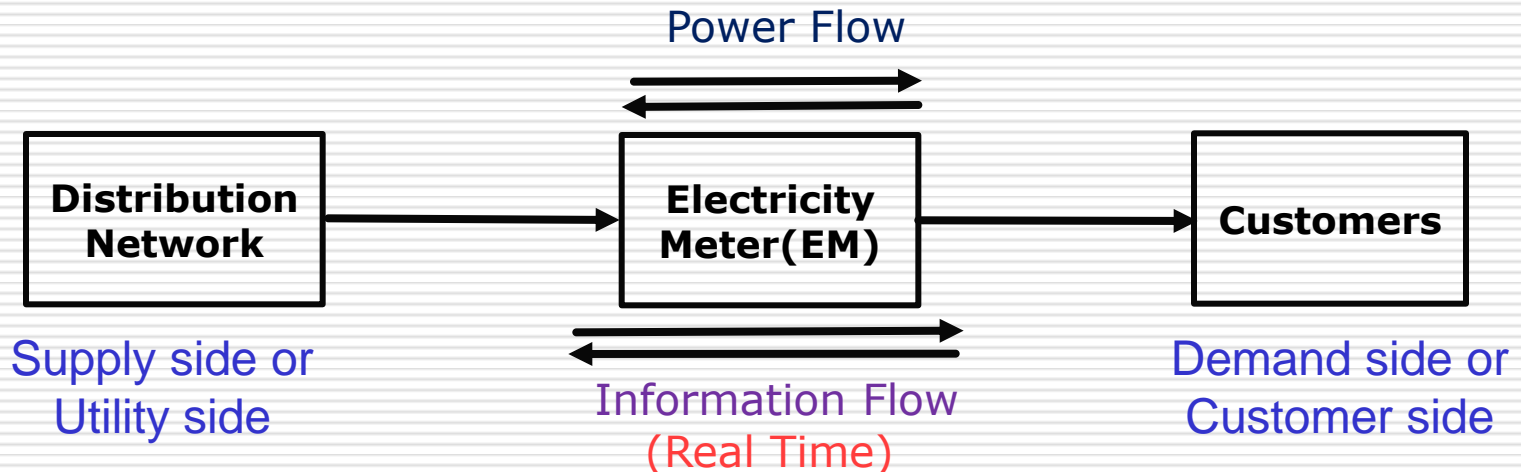 Power Flow
Distribution
Network
Electricity
Meter(EM)
Customers
Supply side or
Utility side
Information Flow
(Real Time)
Demand side or
Customer side